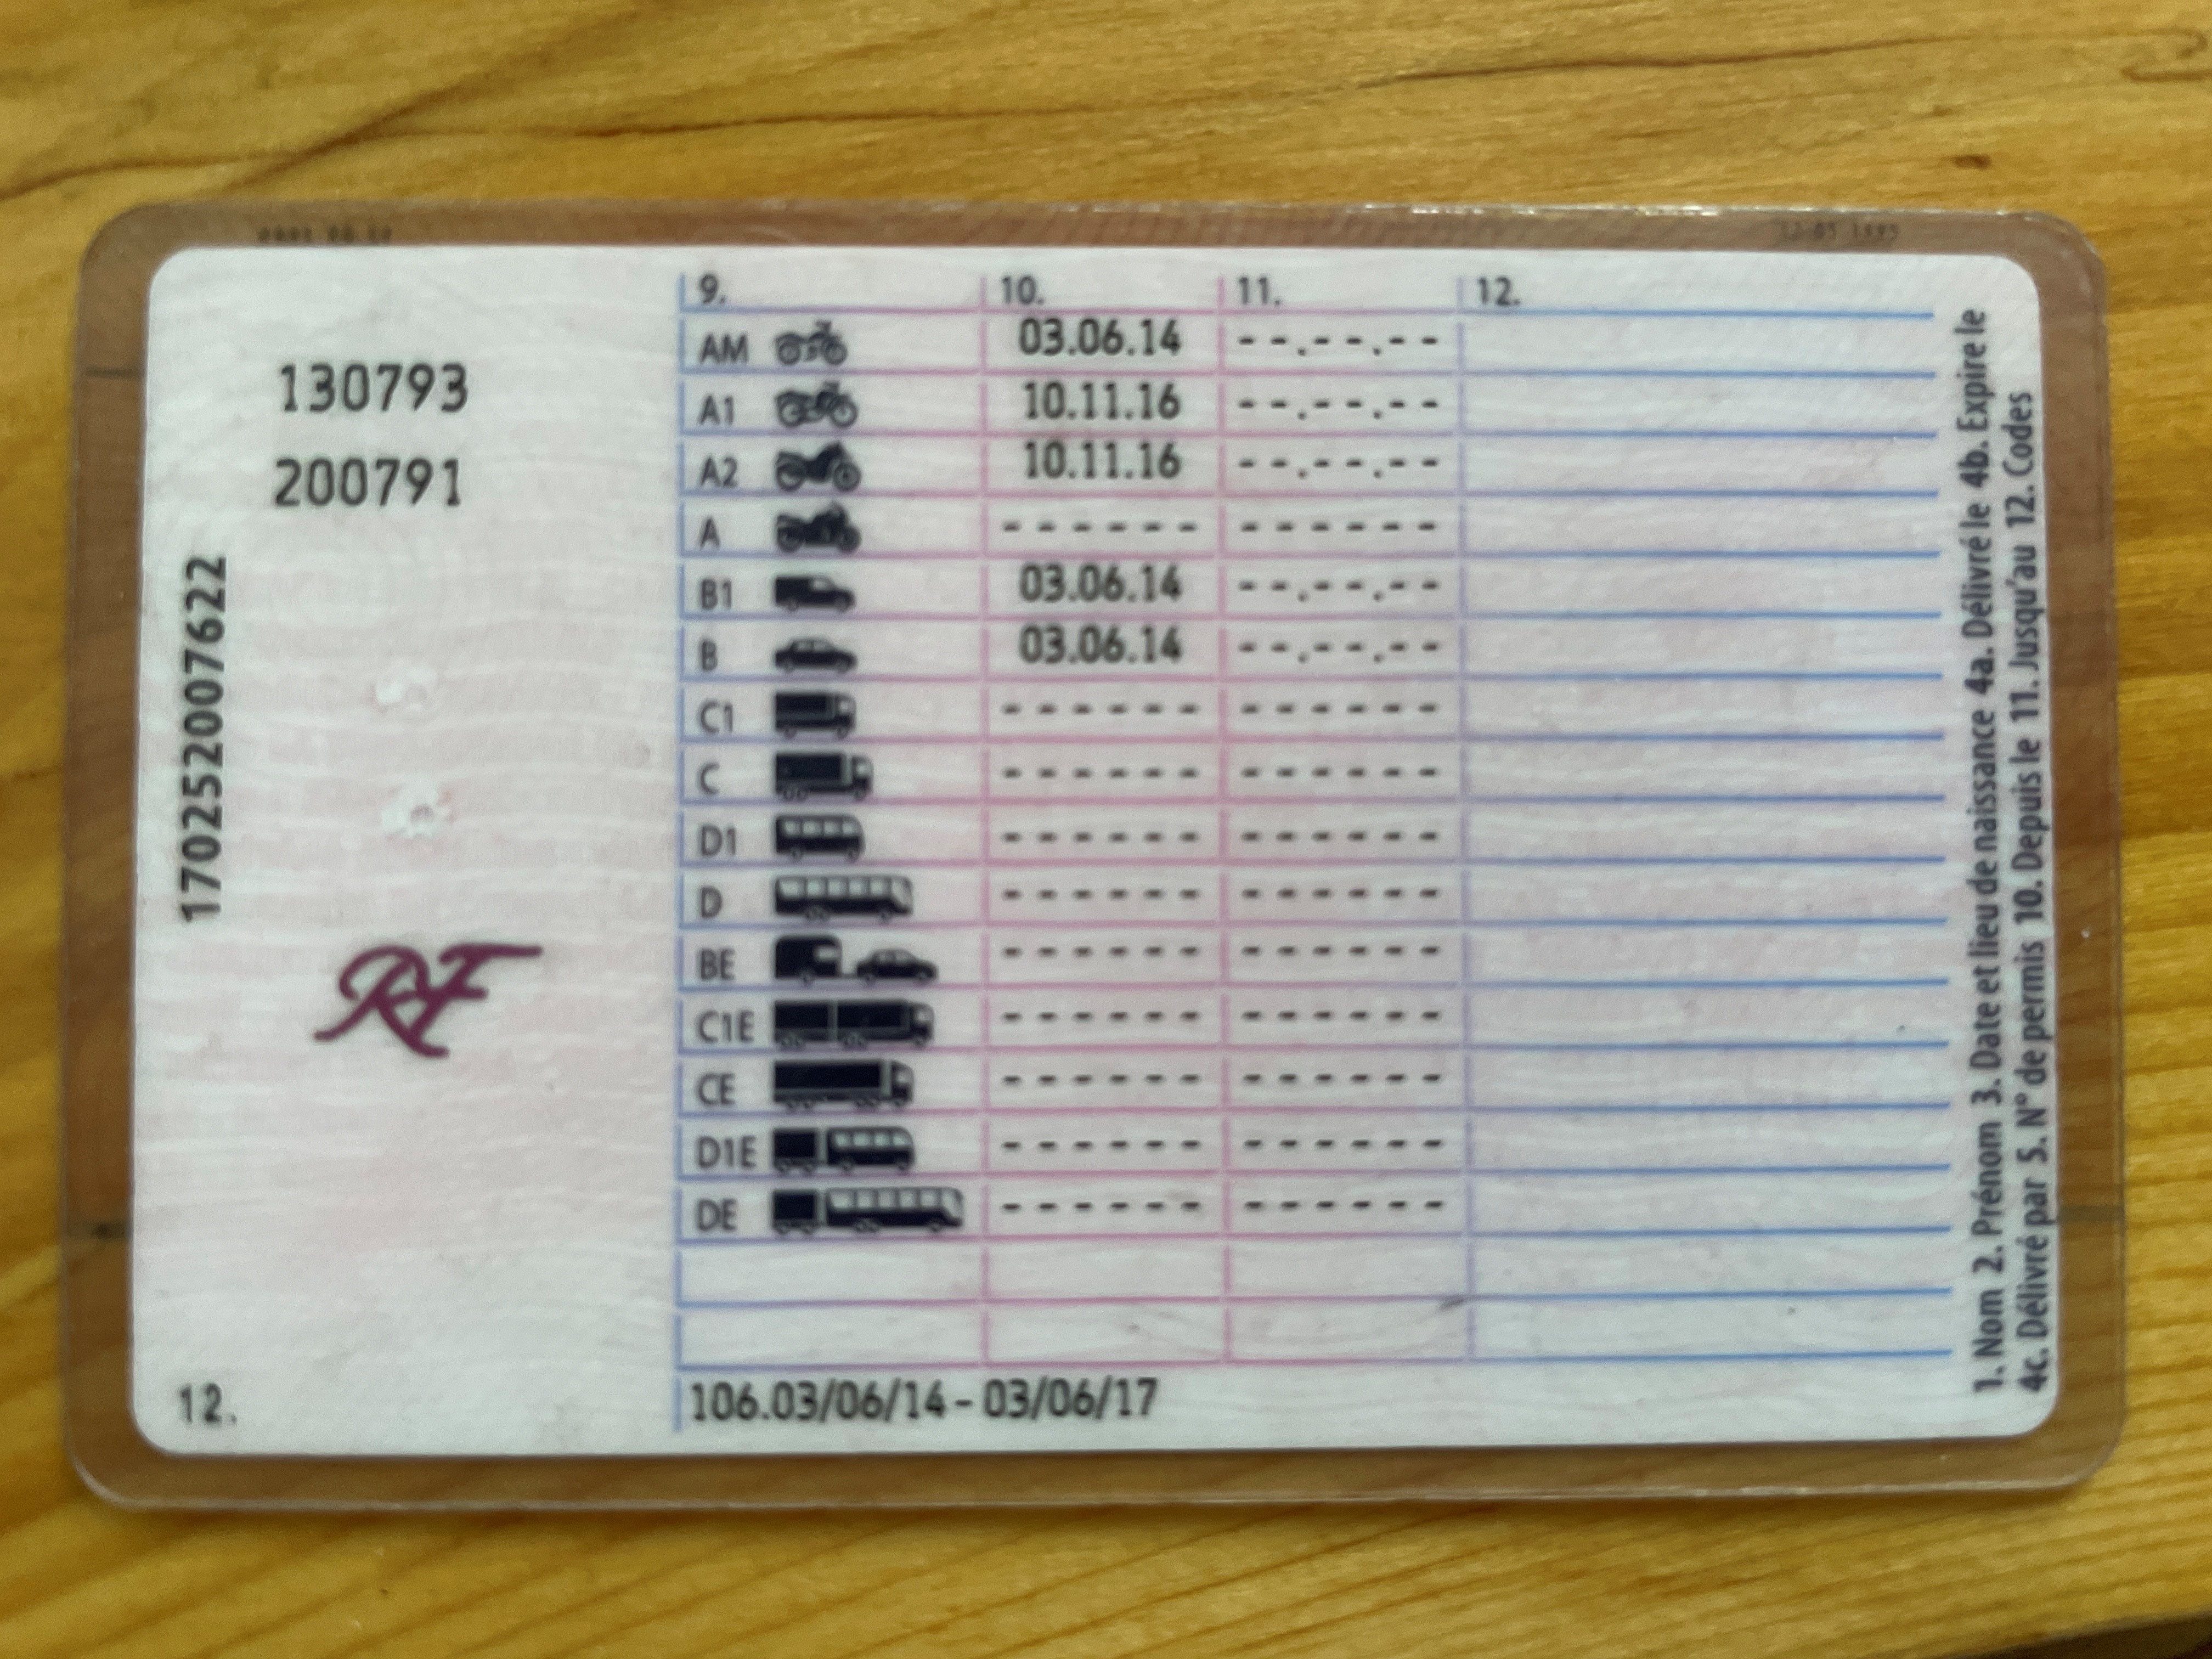 130793
200791
170252007622
RF
12.
9. 10. 11. 12.
AM 03.06.14 --.--.--
A1 10.11.16 --.--.--
A2 10.11.16 --.--.--
A ------ ------
B1 03.06.14 --.--.--
B 03.06.14 --.--.--
C1 ------ ------
C ------ ------
D1 ------ ------
D ------ ------
BE ------ ------
C1E ------ ------
CE ------ ------
D1E ------ ------
DE ------ ------
106.03/06/14 - 03/06/17
1. Nom 2. Prénom 3. Date et lieu de naissance 4a. Délivré le 4b. Expire le
4c. Délivré par 5. N° de permis 10. Depuis le 11. Jusqu'au 12. Codes